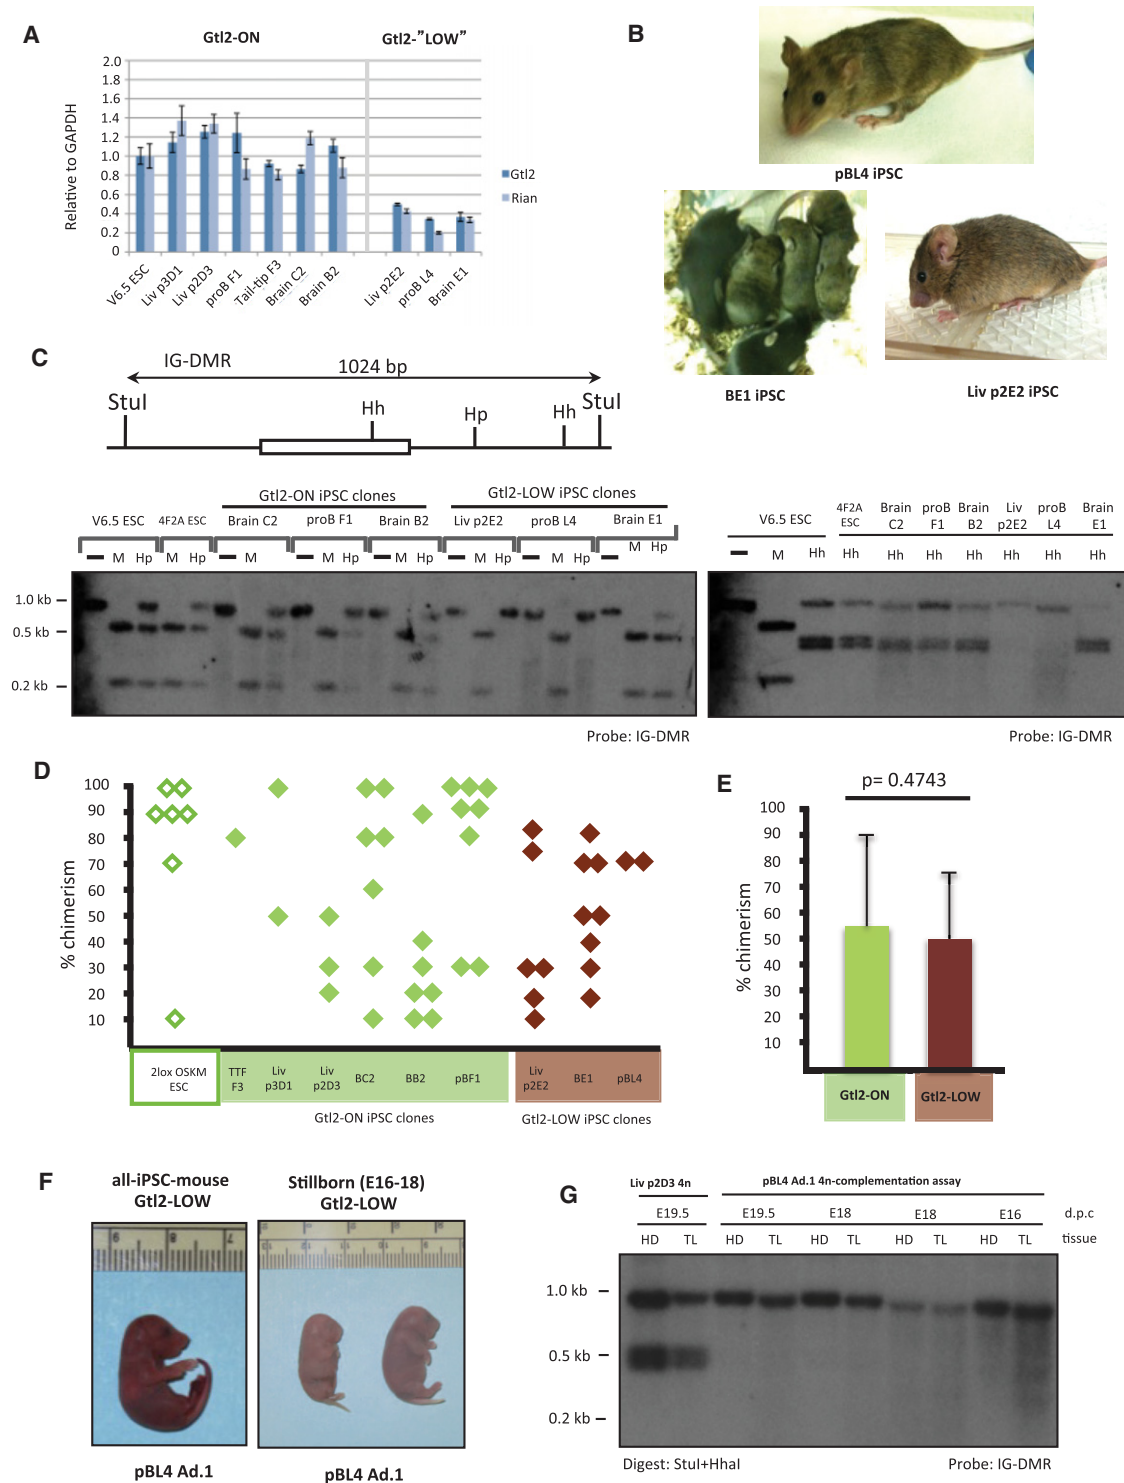 A
Gtl2-ON
Gtl2-”LOW”
Relative to GAPDH
2.0
1.8
1.6
1.4
1.2
1.0
0.8
0.6
0.4
0.2
0
Gtl2
Rian
V6.5 ESC
Liv p3D1
Liv p2D3
proB F1
Tail-tip F3
Brain C2
Brain B2
Liv p2E2
proB L4
Brain E1
B
pBL4 iPSC
BE1 iPSC
Liv p2E2 iPSC
C
IG-DMR
1024 bp
StuI
Hh
Hp
Hh
StuI
Gtl2-ON iPSC clones
Gtl2-LOW iPSC clones
V6.5 ESC
4F2A ESC
Brain C2
proB F1
Brain B2
Liv p2E2
proB L4
Brain E1
– M Hp M Hp – M – M Hp – M Hp – M Hp – M Hp – M Hp
1.0 kb
0.5 kb
0.2 kb
Probe: IG-DMR
V6.5 ESC
4F2A ESC
Brain C2
proB F1
Brain B2
Liv p2E2
proB L4
Brain E1
– M Hh Hh Hh Hh Hh Hh Hh Hh
Probe: IG-DMR
D
% chimerism
100
90
80
70
60
50
40
30
20
10
2lox OSKM ESC
TTF F3
Liv p3D1
Liv p2D3
BC2
BB2
pBF1
Liv p2E2
BE1
pBL4
Gtl2-ON iPSC clones
Gtl2-LOW iPSC clones
E
p= 0.4743
% chimerism
100
90
80
70
60
50
40
30
20
10
Gtl2-ON
Gtl2-LOW
F
all-iPSC-mouse
Gtl2-LOW
Stillborn (E16-18)
Gtl2-LOW
9 8 7
pBL4 Ad.1
pBL4 Ad.1
G
Liv p2D3 4n
pBL4 Ad.1 4n-complementation assay
E19.5 E19.5 E18 E18 E16 d.p.c
HD TL HD TL HD TL HD TL HD TL tissue
1.0 kb
0.5 kb
0.2 kb
Digest: StuI+HhaI
Probe: IG-DMR